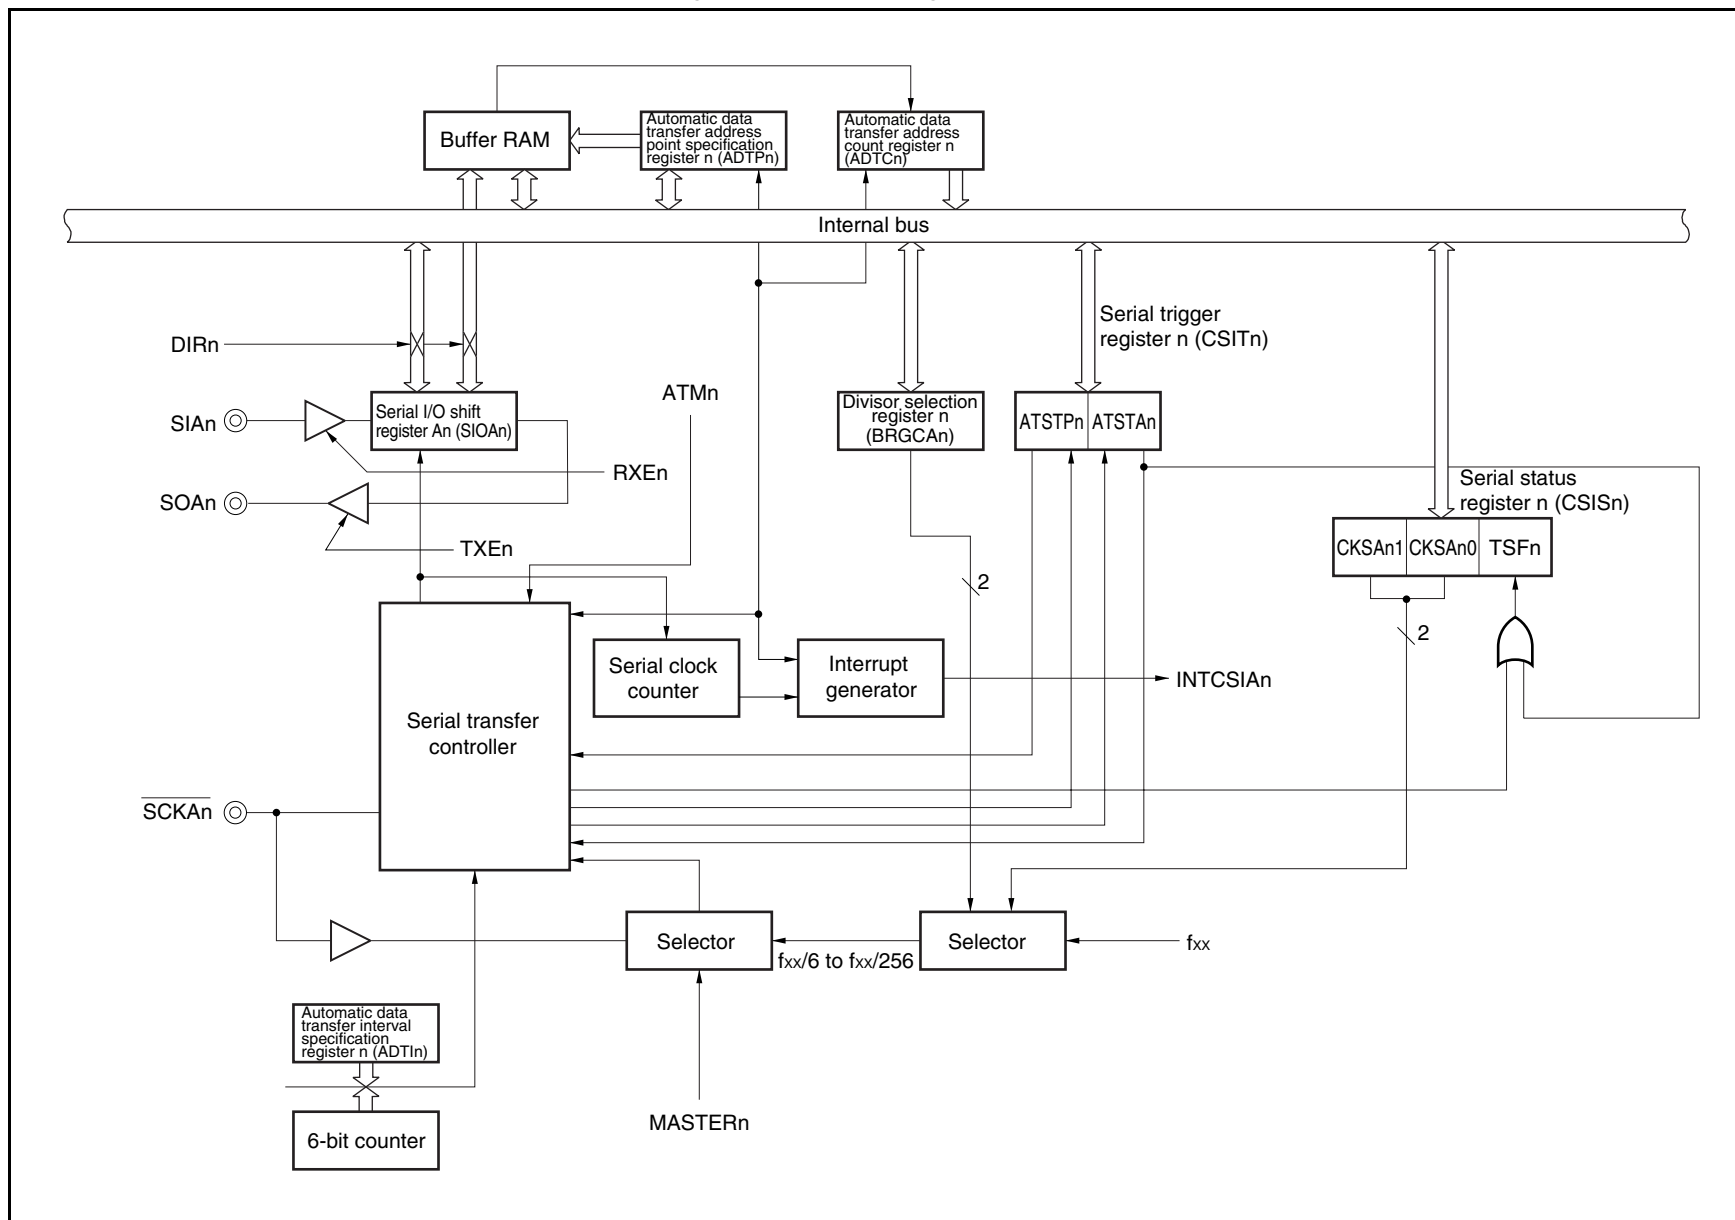 Buffer RAM
Automatic data
transfer address
point specification
register n (ADTPn)
Automatic data
transfer address
count register n
(ADTCn)
Internal bus
DIRn
Serial trigger
register n (CSITn)
ATMn
SIAn
Serial I/O shift
register An (SIOAn)
Divisor selection
register n
(BRGCAn)
ATSTPn
ATSTAn
RXEn
SOAn
Serial status
register n (CSISn)
TXEn
CKSAn1
CKSAn0
TSFn
2
2
Serial clock
counter
Interrupt
generator
INTCSIAn
Serial transfer
controller
SCKAn
Selector
fxx/6 to fxx/256
Selector
fxx
Automatic data
transfer interval
specification
register n (ADTIn)
MASTERn
6-bit counter